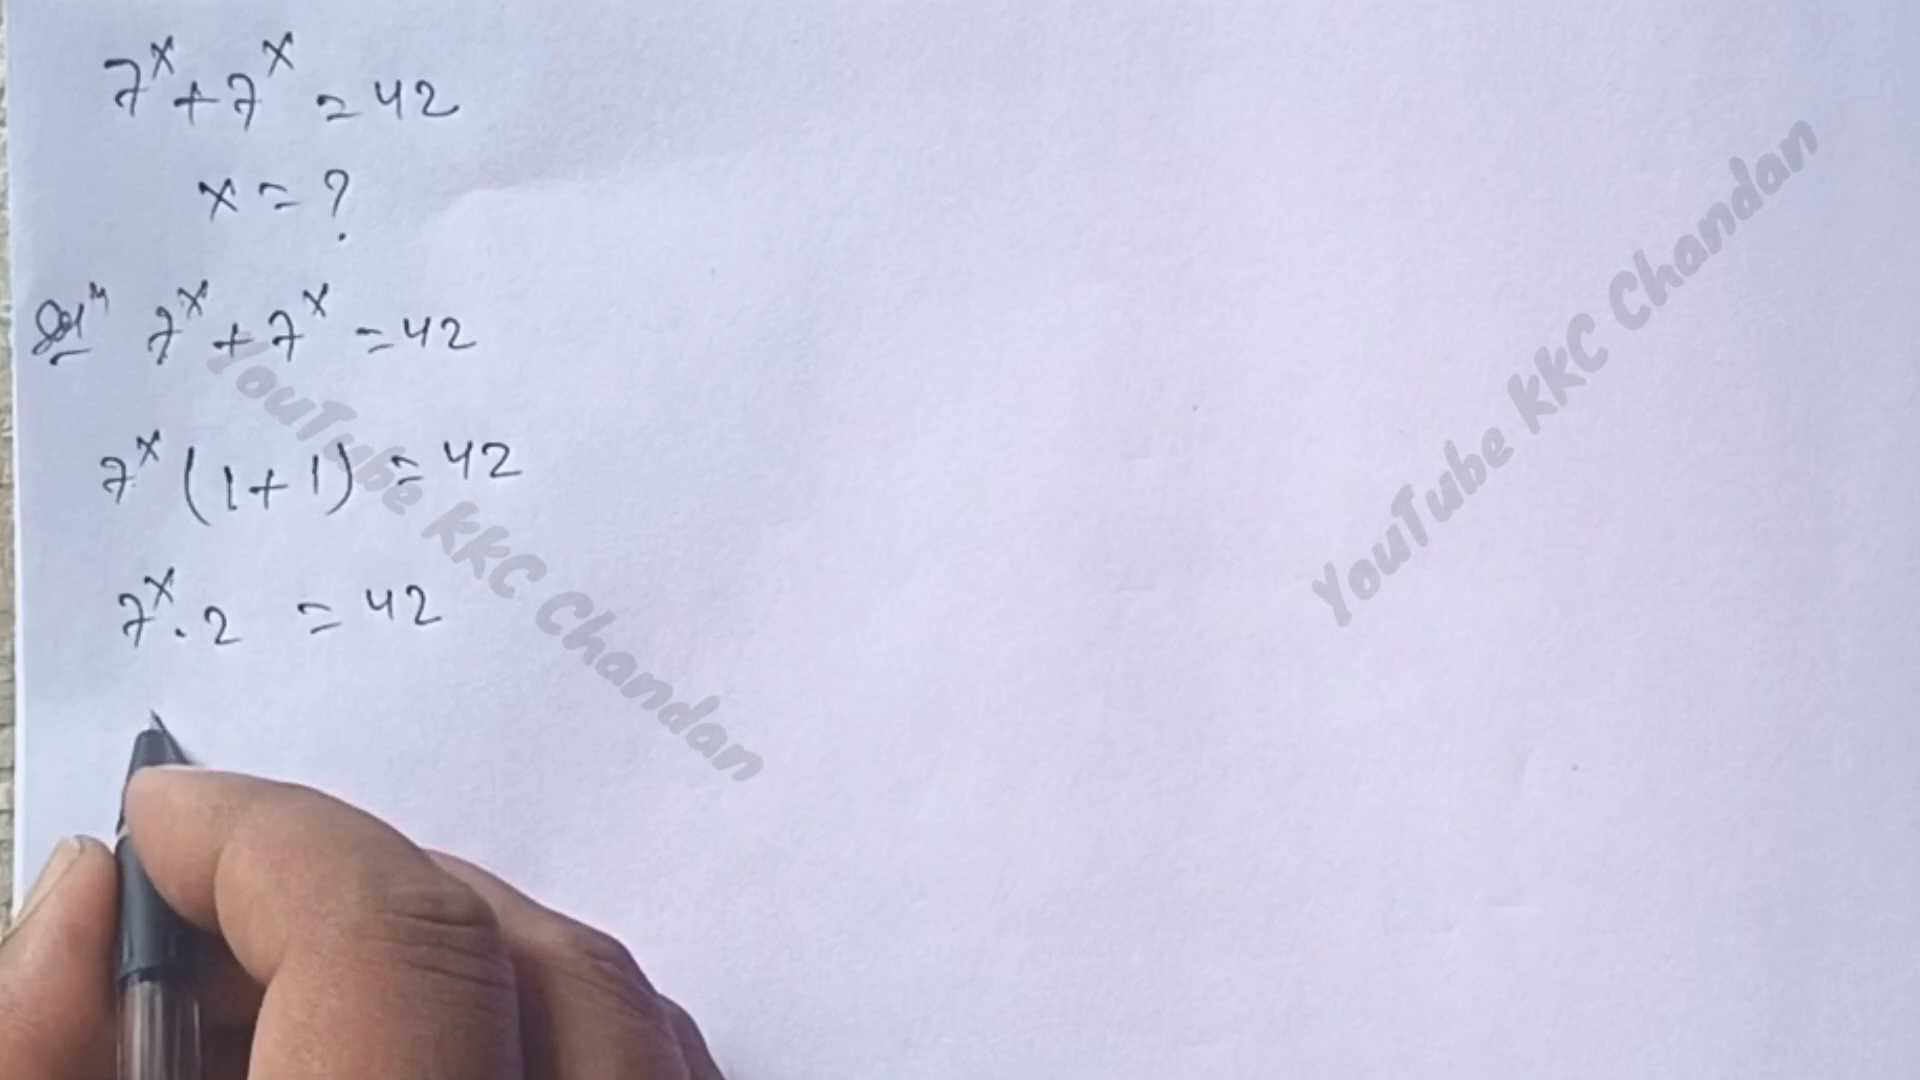 7^x + 7^x = 42
x = ?
Sol^n 7^x + 7^x = 42
7^x (1 + 1) = 42
7^x . 2 = 42
YouTube kkC Chandan
YouTube kkC Chandan